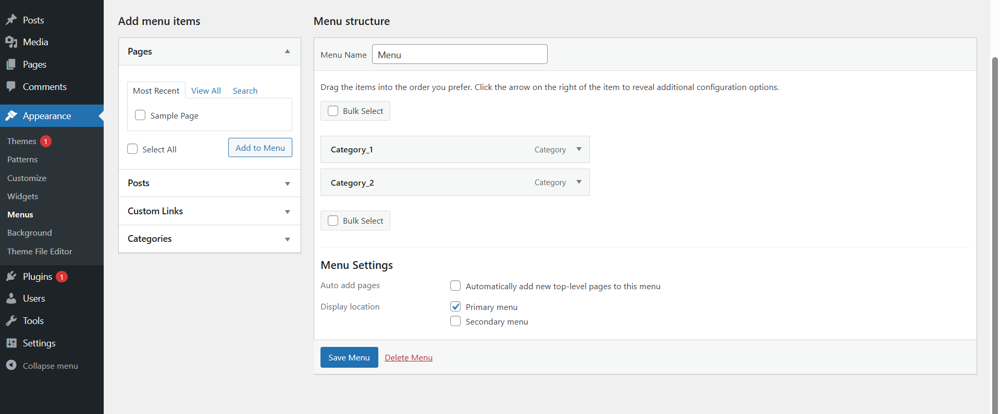 Posts
Media
Pages
Comments
Appearance
Themes 1
Patterns
Customize
Widgets
Menus
Background
Theme File Editor
Plugins 1
Users
Tools
Settings
Collapse menu
Add menu items
Pages
Most Recent View All Search
Sample Page
Select All Add to Menu
Posts
Custom Links
Categories
Menu structure
Menu Name Menu
Drag the items into the order you prefer. Click the arrow on the right of the item to reveal additional configuration options.
Bulk Select
Category_1 Category
Category_2 Category
Bulk Select
Menu Settings
Auto add pages Automatically add new top-level pages to this menu
Display location Primary menu
Secondary menu
Save Menu Delete Menu